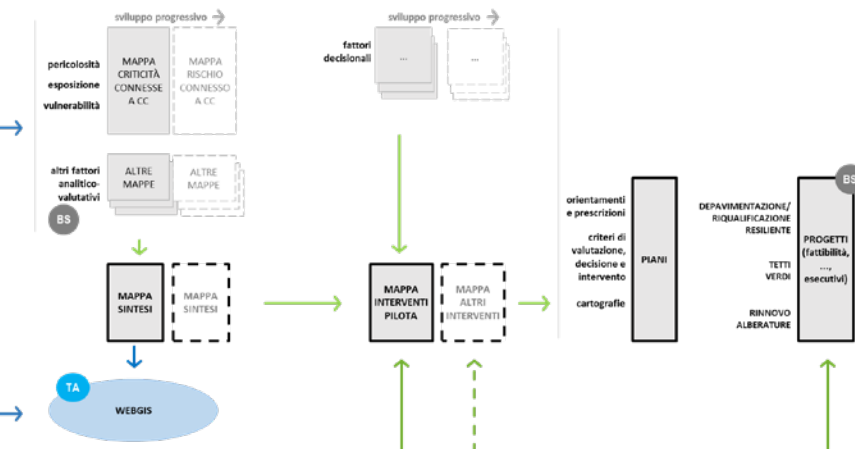 sviluppo progressivo
pericolosità
esposizione
vulnerabilità
MAPPA
CRITICITÀ
CONNESSE
A CC
MAPPA
RISCHIO
CONNESSO
A CC
altri fattori
analitico-
valutativi
BS
ALTRE
MAPPE
ALTRE
MAPPE
MAPPA
SINTESI
MAPPA
SINTESI
TA
WEBGIS
sviluppo progressivo
fattori
decisionali
...
...
MAPPA
INTERVENTI
PILOTA
MAPPA
ALTRI
INTERVENTI
orientamenti
e prescrizioni
criteri di
valutazione,
decisione e
intervento
cartografie
PIANI
DEPAVIMENTAZIONE/
RIQUALIFICAZIONE
RESILIENTE
TETTI
VERDI
RINNOVO
ALBERATURE
BS
PROGETTI
(fattibilità,
...,
esecutivi)